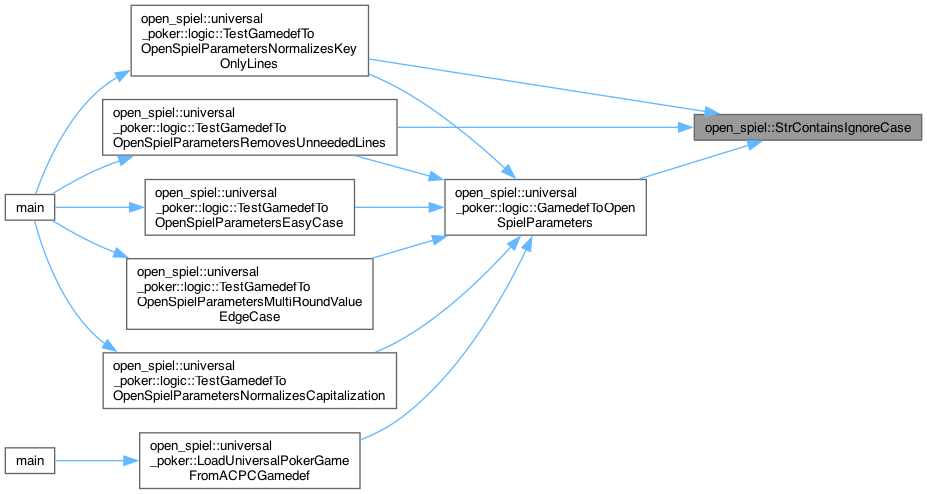 open_spiel::universal
_poker::logic::TestGamedefTo
OpenSpielParametersNormalizesKey
OnlyLines
open_spiel::universal
_poker::logic::TestGamedefTo
OpenSpielParametersRemovesUnneededLines
open_spiel::StrContainsIgnoreCase
main
open_spiel::universal
_poker::logic::TestGamedefTo
OpenSpielParametersEasyCase
open_spiel::universal
_poker::logic::GamedefToOpen
SpielParameters
open_spiel::universal
_poker::logic::TestGamedefTo
OpenSpielParametersMultiRoundValue
EdgeCase
open_spiel::universal
_poker::logic::TestGamedefTo
OpenSpielParametersNormalizesCapitalization
main
open_spiel::universal
_poker::LoadUniversalPokerGame
FromACPCGamedef